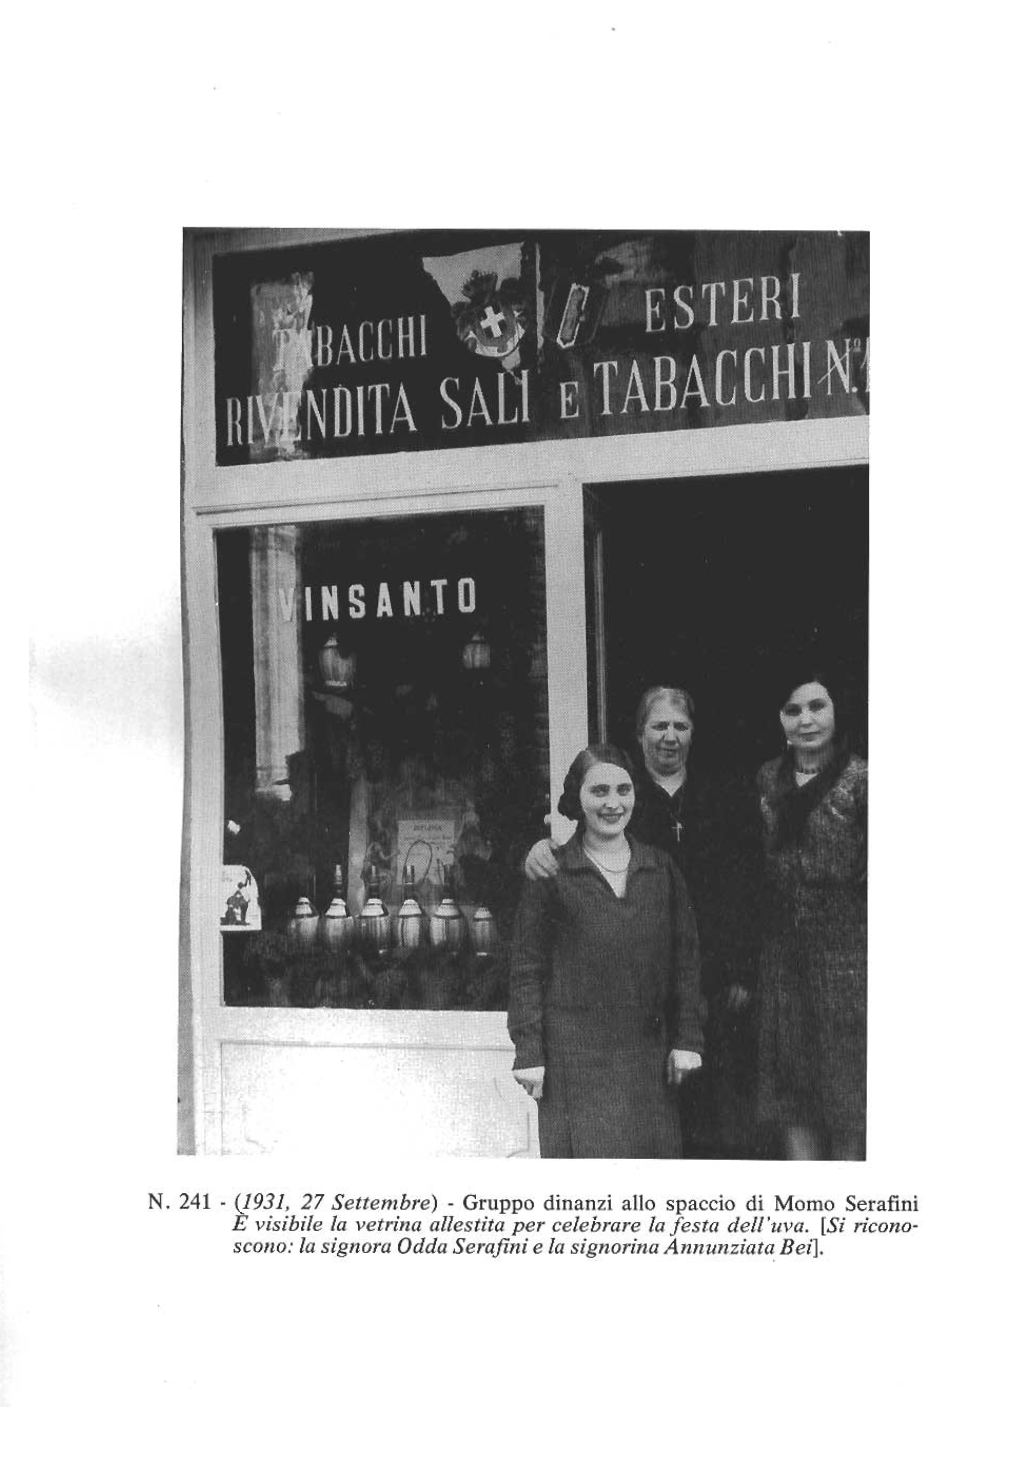 TABACCHI ESTERI
RIVENDITA SALI E TABACCHI Nº 1
VINSANTO
N. 241 - (1931, 27 Settembre) - Gruppo dinanzi allo spaccio di Momo Serafini
È visibile la vetrina allestita per celebrare la festa dell'uva. [Si ricono-
scono: la signora Odda Serafini e la signorina Annunziata Bei].